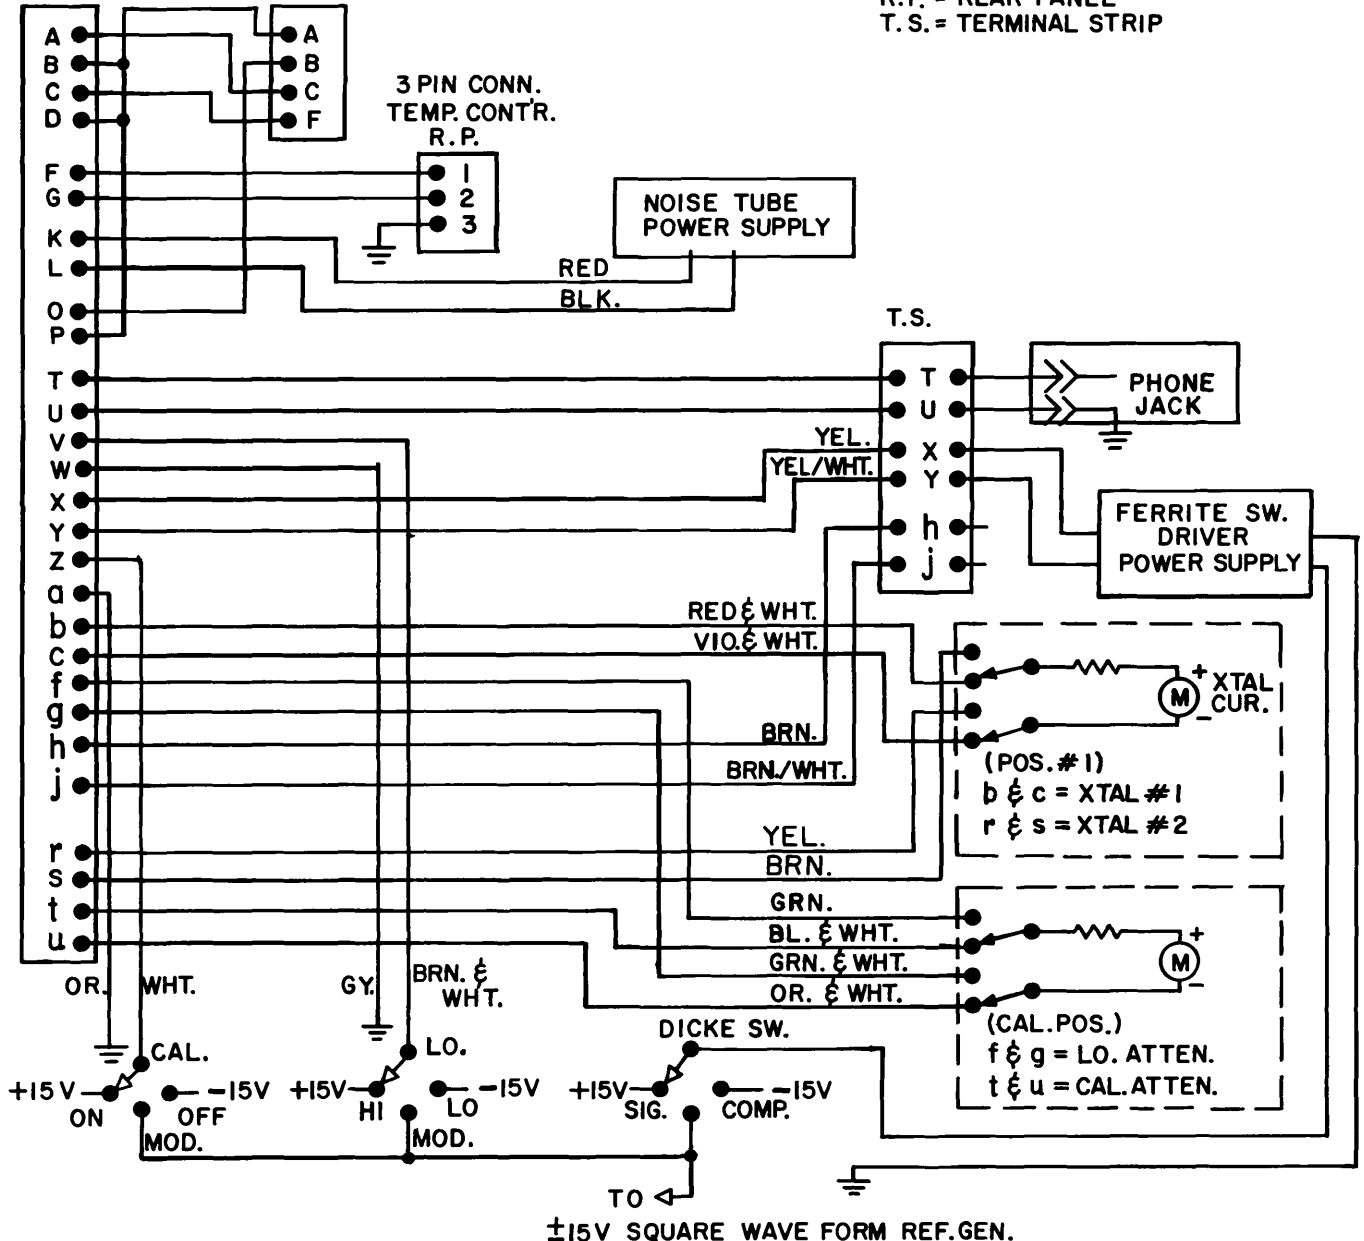 R.P. = REAR PANEL
T.S. = TERMINAL STRIP
A
B
C
D
F
G
K
L
O
P
T
U
V
W
X
Y
Z
a
b
c
f
g
h
j
r
s
t
u
A
B
C
F
3 PIN CONN.
TEMP. CONT'R.
R.P.
1
2
3
NOISE TUBE
POWER SUPPLY
RED
BLK.
T.S.
T
U
X
Y
h
j
PHONE
JACK
YEL.
YEL/WHT.
FERRITE SW.
DRIVER
POWER SUPPLY
RED & WHT.
VIO. & WHT.
BRN.
BRN./WHT.
YEL.
BRN.
M
+
-
XTAL
CUR.
(POS. #1)
b & c = XTAL #1
r & s = XTAL #2
GRN.
BL. & WHT.
GRN. & WHT.
OR. & WHT.
M
+
-
(CAL. POS.)
f & g = LO. ATTEN.
t & u = CAL. ATTEN.
OR.
WHT.
GY.
BRN. &
WHT.
CAL.
+15V
-15V
ON
OFF
MOD.
LO.
+15V
-15V
HI
LO
MOD.
DICKE SW.
+15V
-15V
SIG.
COMP.
TO
±15V SQUARE WAVE FORM REF. GEN.